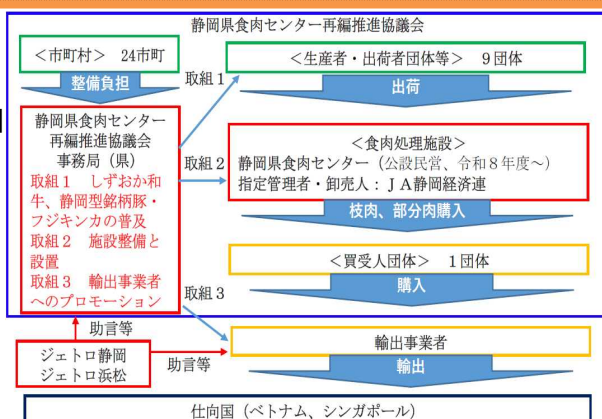 静岡県食肉センター再編推進協議会
＜市町村＞　24市町
整備負担
静岡県食肉センター
再編推進協議会
事務局（県）
取組１　しずおか和
牛、静岡型銘柄豚・
フジキンカの普及
取組２　施設整備と
設置
取組３　輸出事業者
へのプロモーション
助言等
ジェトロ静岡
ジェトロ浜松
取組１
取組２
取組３
助言等
＜生産者・出荷者団体等＞　９団体
出荷
＜食肉処理施設＞
静岡県食肉センター（公設民営、令和８年度～）
指定管理者・卸売人：ＪＡ静岡経済連
枝肉、部分肉購入
＜買受人団体＞　１団体
購入
輸出事業者
輸出
仕向国（ベトナム、シンガポール）